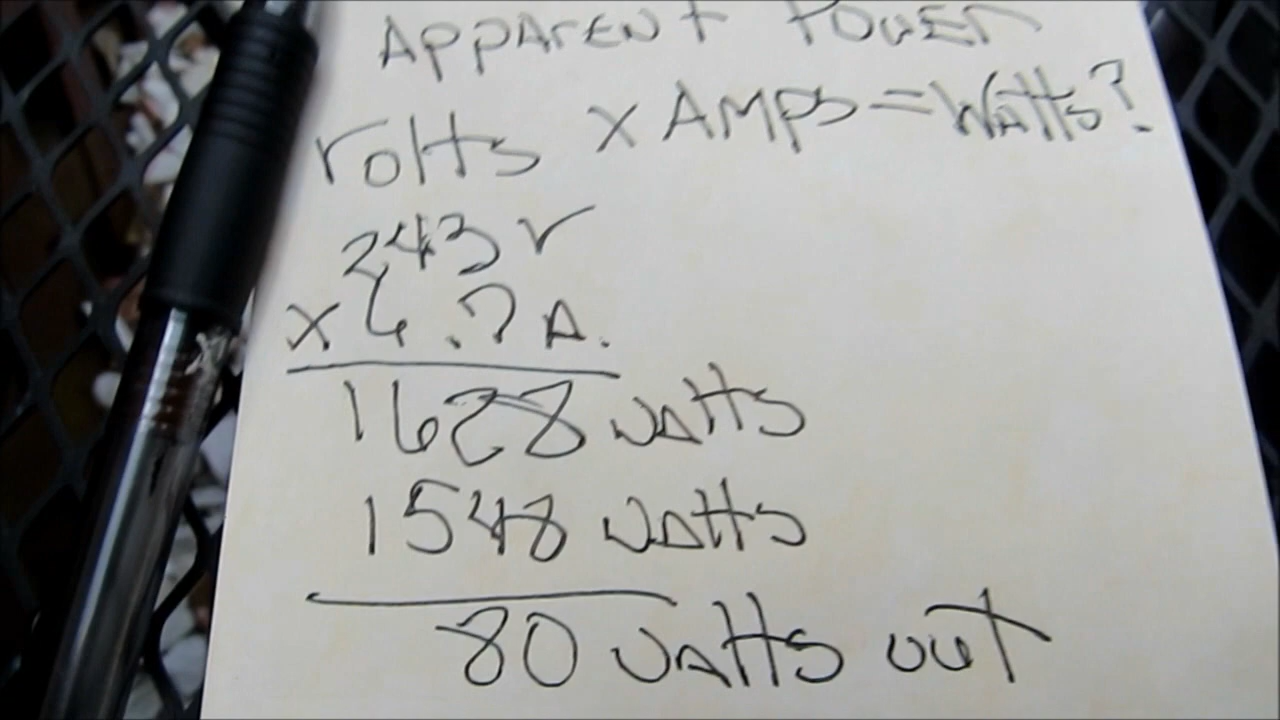 APPArENT POWEr
VolTs x AMPs = WATTs?
243 V
x 6.7 A.
1628 WATTs
1548 WATTs
80 WATTs ouT